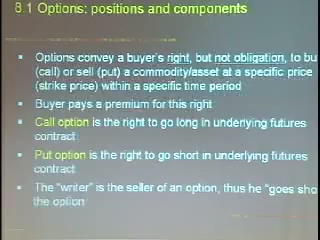 8.1 Options: positions and components
Options convey a buyer's right, but not obligation, to bu
(call) or sell (put) a commodity/asset at a specific price
(strike price) within a specific time period
Buyer pays a premium for this right
Call option is the right to go long in underlying futures
contract
Put option is the right to go short in underlying futures
contract
The "writer" is the seller of an option, thus he "goes sho
the option